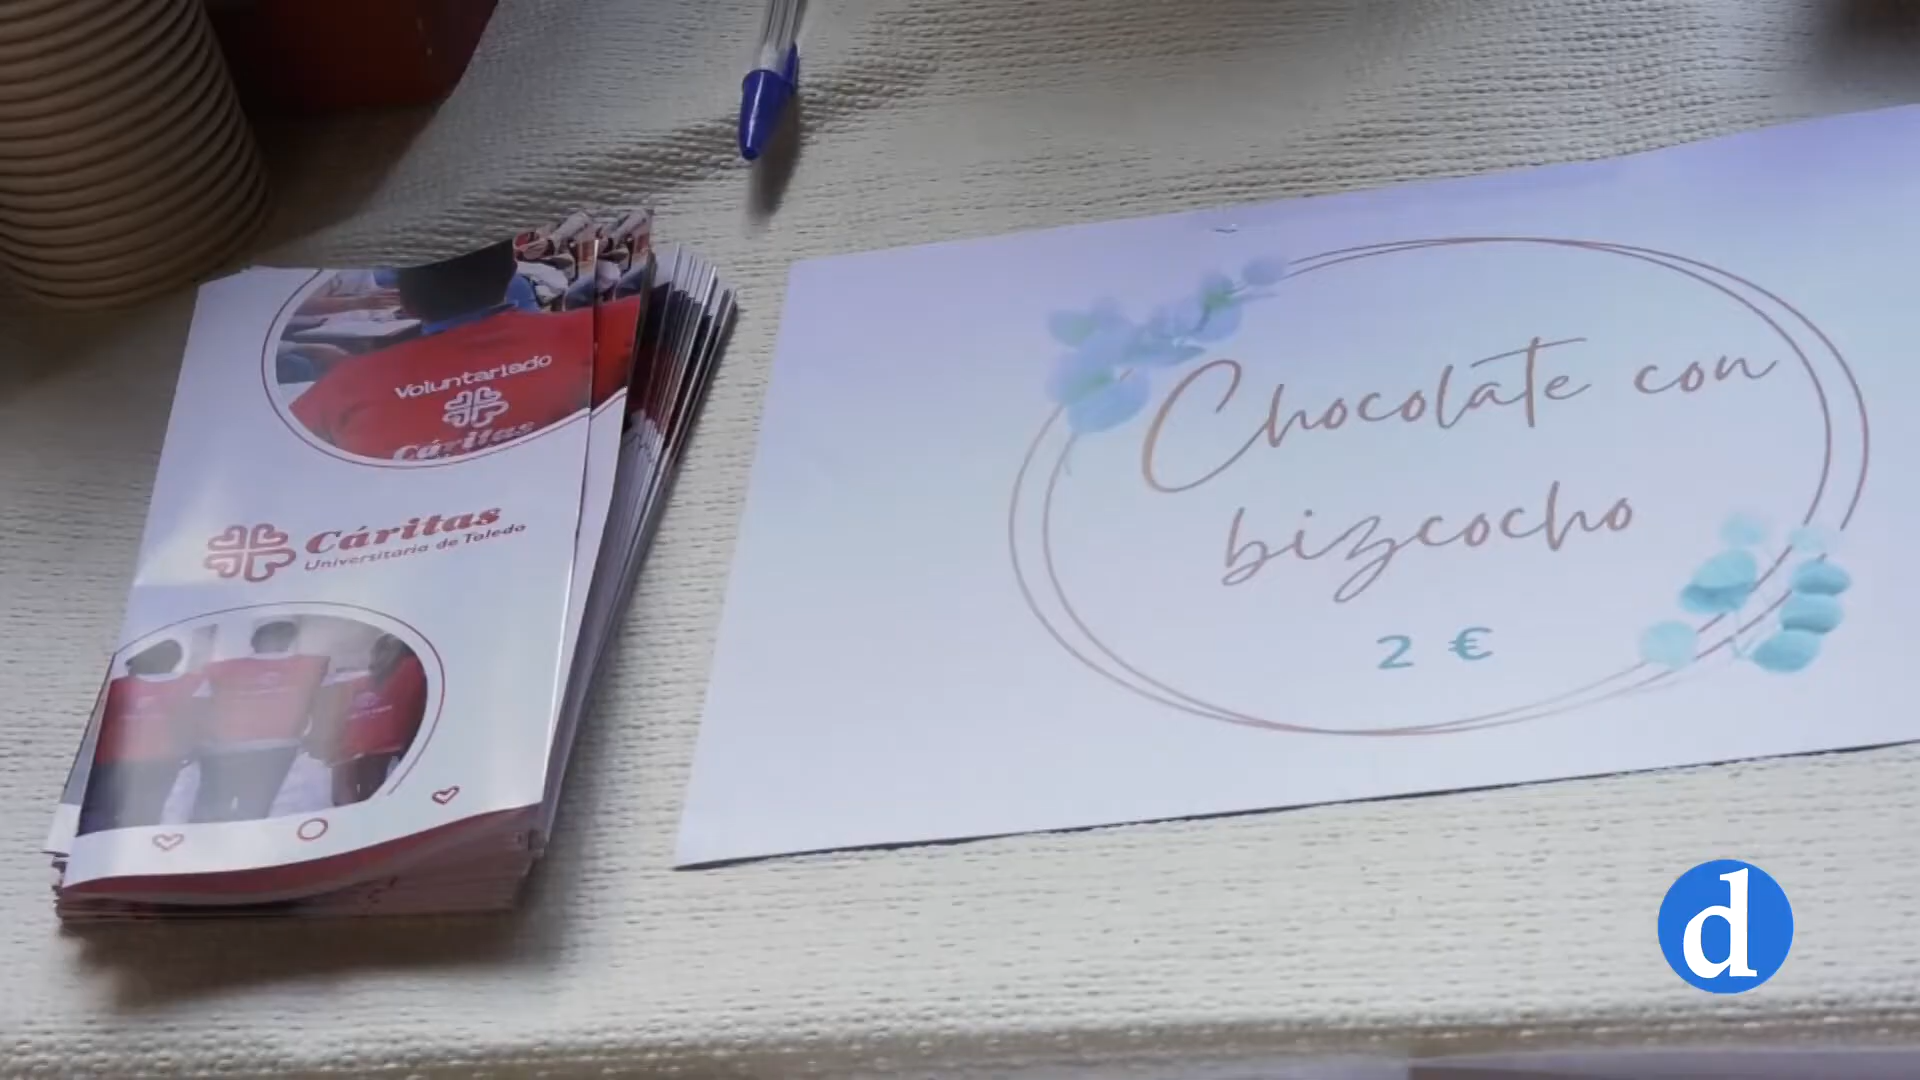 Voluntariado
Cáritas
Cáritas
Universitaria de Toledo
Chocolate con
bizcocho
2 €
d